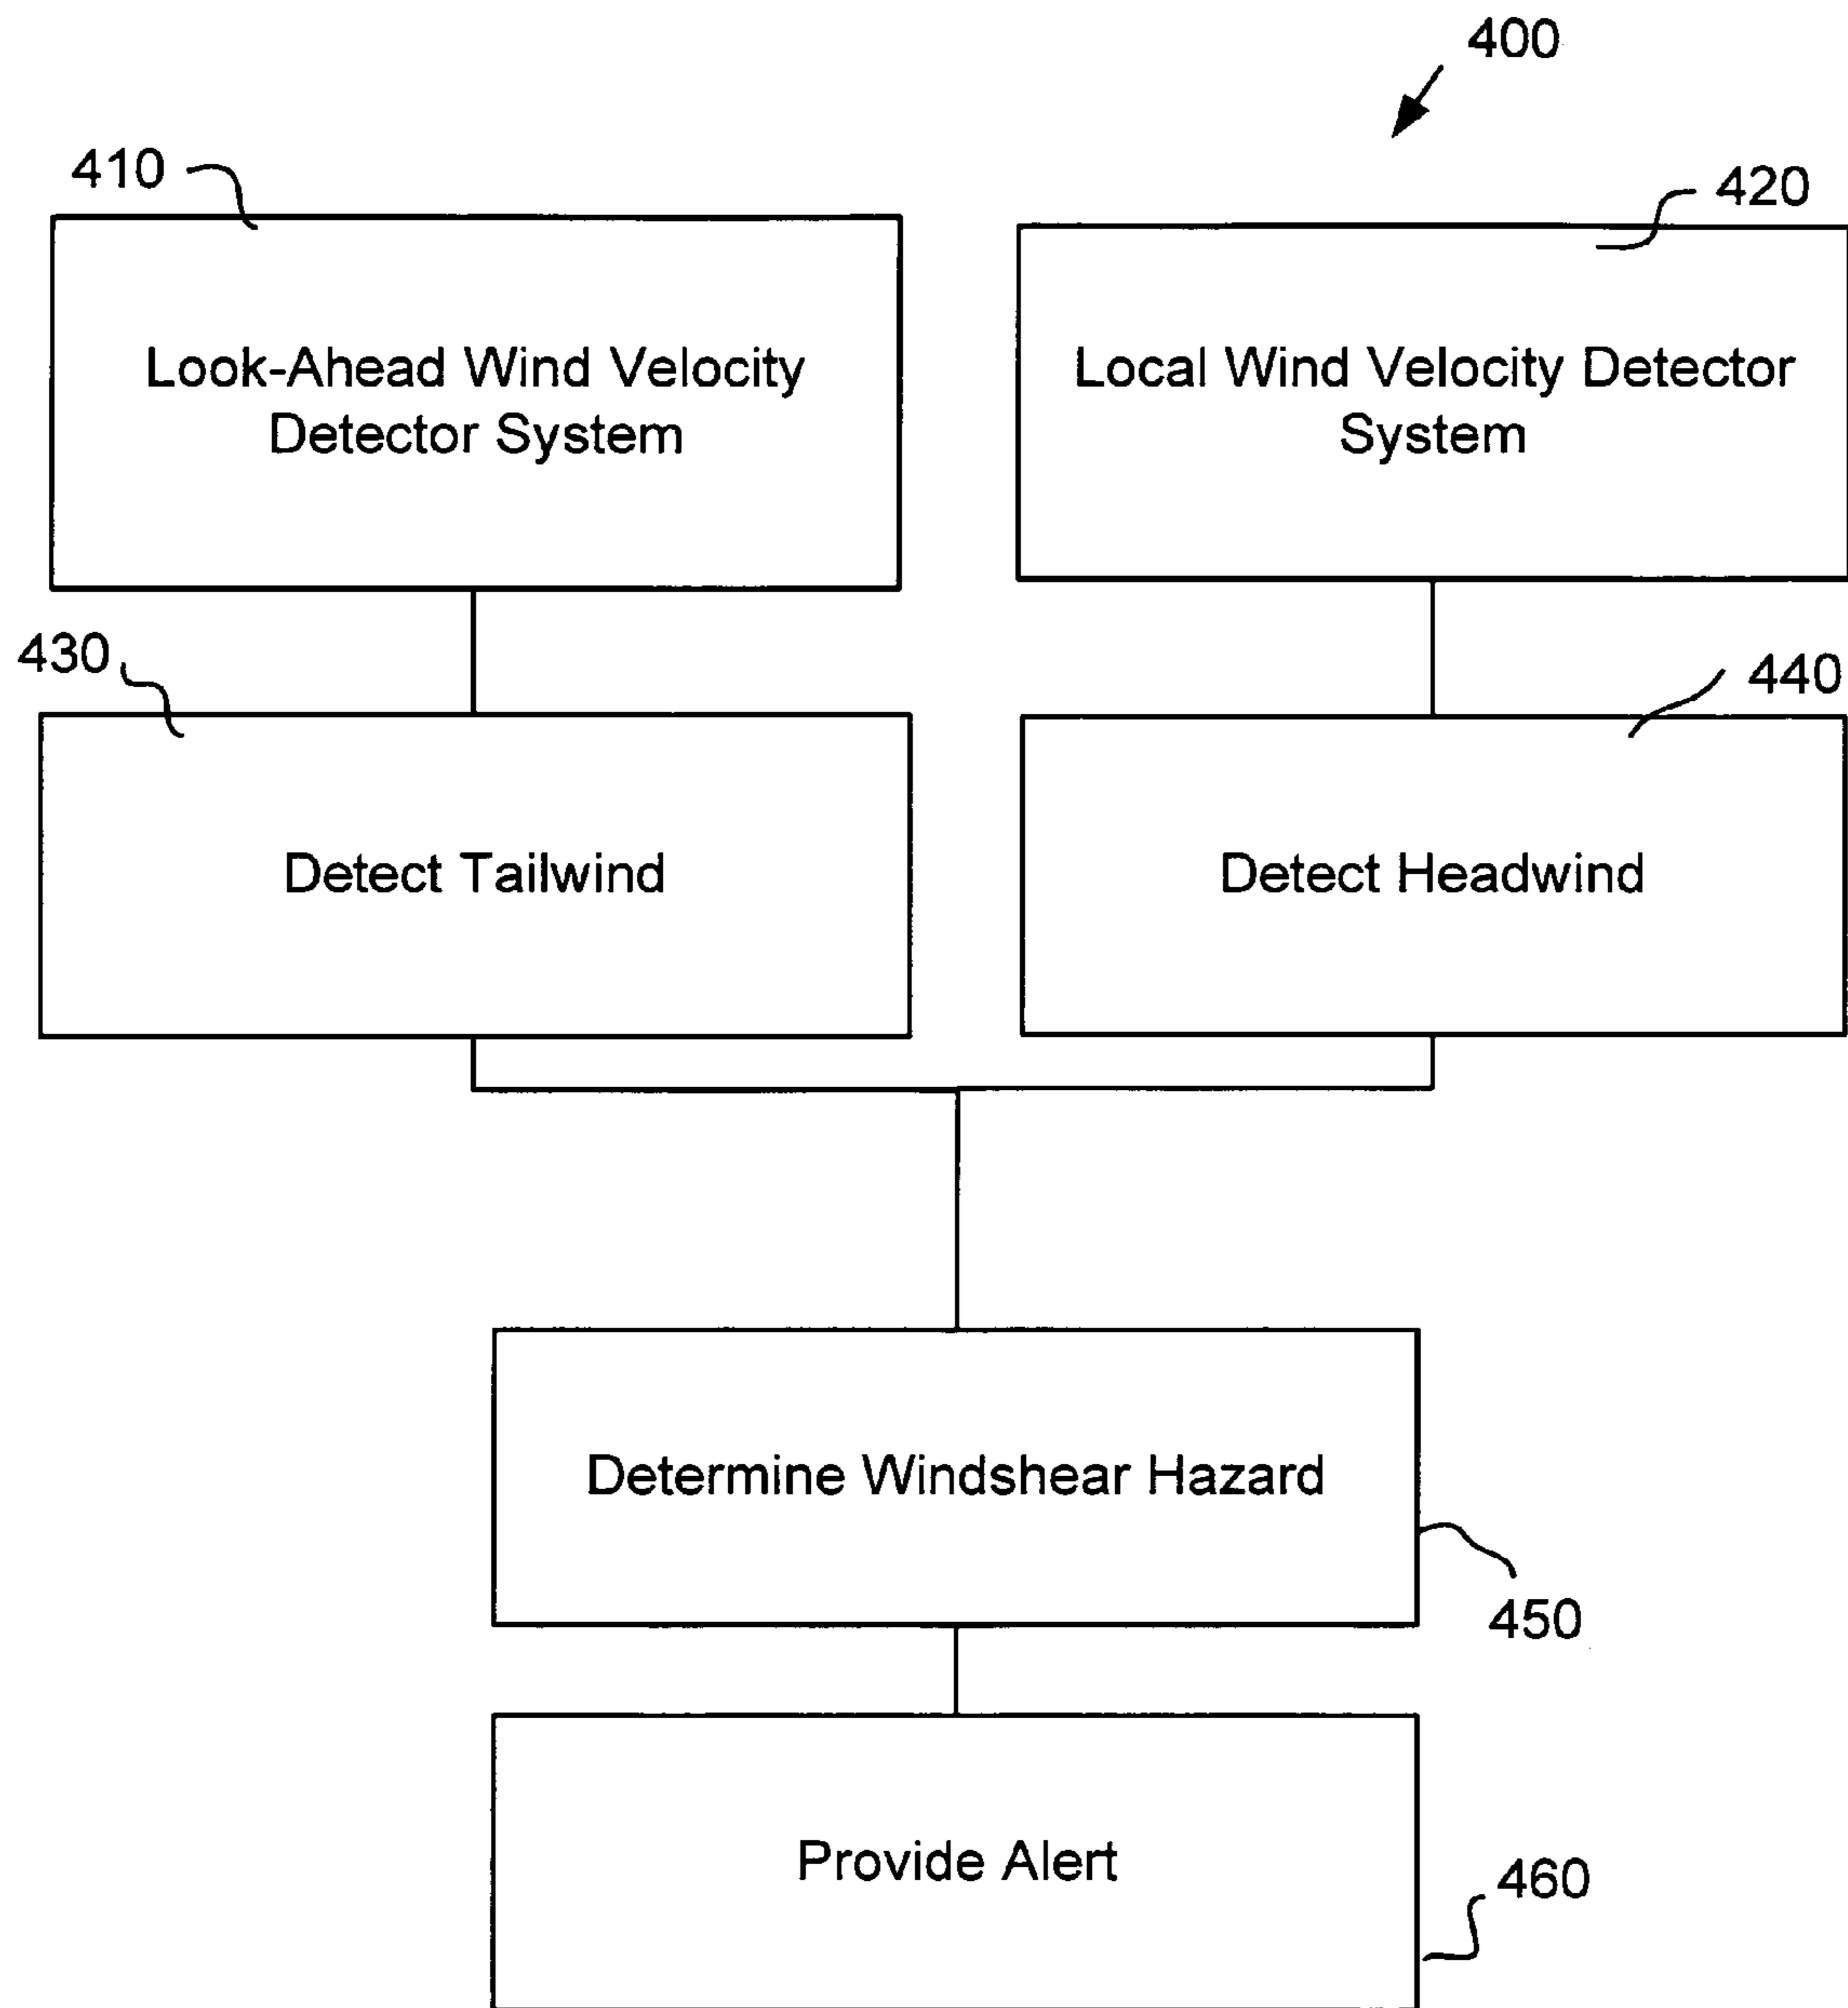 400
410
420
Look-Ahead Wind Velocity
Detector System
Local Wind Velocity Detector
System
430
440
Detect Tailwind
Detect Headwind
Determine Windshear Hazard
450
Provide Alert
460